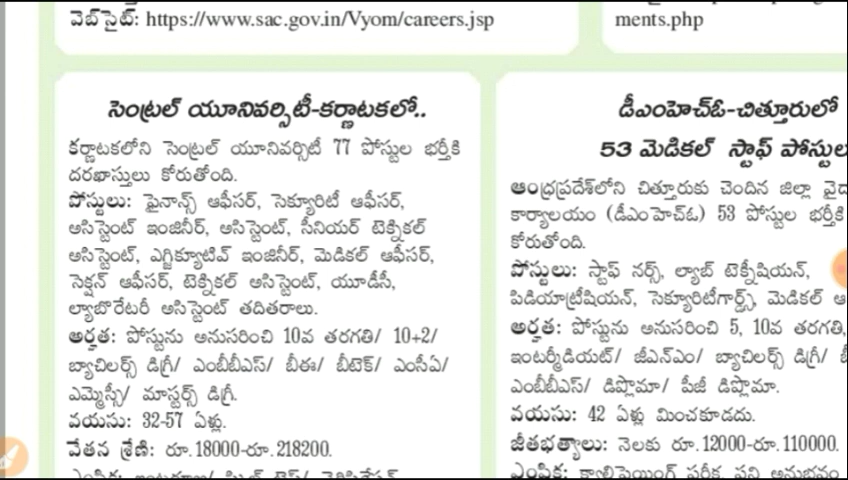 వెబ్‌సైట్: https://www.sac.gov.in/Vyom/careers.jsp
ments.php
సెంట్రల్ యూనివర్సిటీ-కర్ణాటకలో..
కర్ణాటకలోని సెంట్రల్ యూనివర్సిటీ 77 పోస్టుల భర్తీకి
దరఖాస్తులు కోరుతోంది.
పోస్టులు: ఫైనాన్స్ ఆఫీసర్, సెక్యూరిటీ ఆఫీసర్,
అసిస్టెంట్ ఇంజినీర్, అసిస్టెంట్, సీనియర్ టెక్నికల్
అసిస్టెంట్, ఎగ్జిక్యూటివ్ ఇంజినీర్, మెడికల్ ఆఫీసర్,
సెక్షన్ ఆఫీసర్, టెక్నికల్ అసిస్టెంట్, యూడీసీ,
ల్యాబొరేటరీ అసిస్టెంట్ తదితరాలు.
అర్హత: పోస్టును అనుసరించి 10వ తరగతి/ 10+2/
బ్యాచిలర్స్ డిగ్రీ/ ఎంబీబీఎస్/ బీఈ/ బీటెక్/ ఎంసీఏ/
ఎమ్మెస్సీ/ మాస్టర్స్ డిగ్రీ.
వయసు: 32-57 ఏళ్లు.
వేతన శ్రేణి: రూ.18000-రూ.218200.
డీఎంహెచ్ఓ-చిత్తూరులో
53 మెడికల్ స్టాఫ్ పోస్టుల
ఆంధ్రప్రదేశ్‌లోని చిత్తూరుకు చెందిన జిల్లా వైద
కార్యాలయం (డీఎంహెచ్ఓ) 53 పోస్టుల భర్తీకి
కోరుతోంది.
పోస్టులు: స్టాఫ్ నర్స్, ల్యాబ్ టెక్నీషియన్,
పిడియాట్రీషియన్, సెక్యూరిటీగార్డ్స్, మెడికల్ ఆ
అర్హత: పోస్టును అనుసరించి 5, 10వ తరగతి,
ఇంటర్మీడియట్/ జీఎన్ఎం/ బ్యాచిలర్స్ డిగ్రీ/
ఎంబీబీఎస్/ డిప్లొమా/ పీజీ డిప్లొమా.
వయసు: 42 ఏళ్లు మించకూడదు.
జీతభత్యాలు: నెలకు రూ.12000-రూ.110000.
ఎంపిక: క్వాలిఫైయింగ్ పరీక్ష, పని అనుభవం